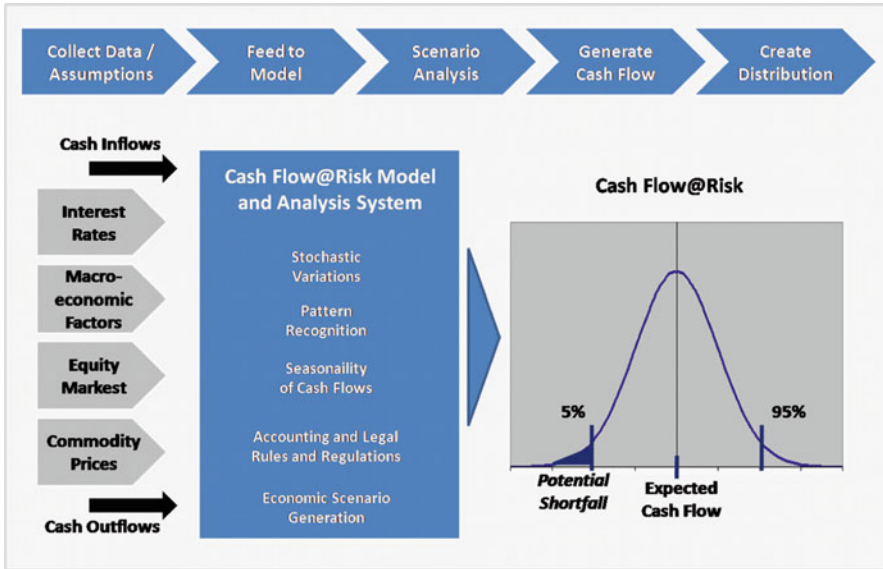 Collect Data /
Assumptions
Feed to
Model
Scenario
Analysis
Generate
Cash Flow
Create
Distribution
Cash Inflows
Interest
Rates
Macro-
economic
Factors
Equity
Markest
Commodity
Prices
Cash Outflows
Cash Flow@Risk Model
and Analysis System
Stochastic
Variations
Pattern
Recognition
Seasonaility
of Cash Flows
Accounting and Legal
Rules and Regulations
Economic Scenario
Generation
Cash Flow@Risk
5%
95%
Potential
Shortfall
Expected
Cash Flow